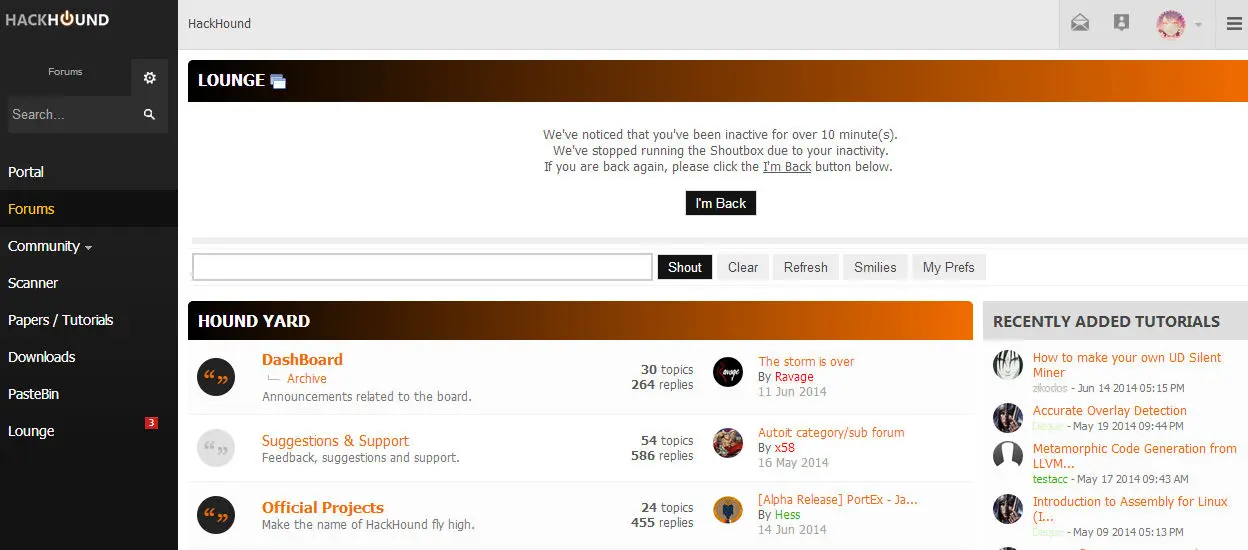 HACKHOUND
HackHound
Forums
Search...
Portal
Forums
Community
Scanner
Papers / Tutorials
Downloads
PasteBin
Lounge
3
LOUNGE
We've noticed that you've been inactive for over 10 minute(s).
We've stopped running the Shoutbox due to your inactivity.
If you are back again, please click the I'm Back button below.
I'm Back
Shout Clear Refresh Smilies My Prefs
HOUND YARD
DashBoard
Archive
Announcements related to the board.
30 topics
264 replies
The storm is over
By Ravage
11 Jun 2014
Suggestions & Support
Feedback, suggestions and support.
54 topics
586 replies
Autoit category/sub forum
By x58
16 May 2014
Official Projects
Make the name of HackHound fly high.
24 topics
455 replies
[Alpha Release] PortEx - Ja...
By Hess
14 Jun 2014
RECENTLY ADDED TUTORIALS
How to make your own UD Silent
Miner
zikodos - Jun 14 2014 05:15 PM
Accurate Overlay Detection
- May 19 2014 09:44 PM
Metamorphic Code Generation from
LLVM...
testacc - May 17 2014 09:43 AM
Introduction to Assembly for Linux
(I...
- May 09 2014 05:13 PM